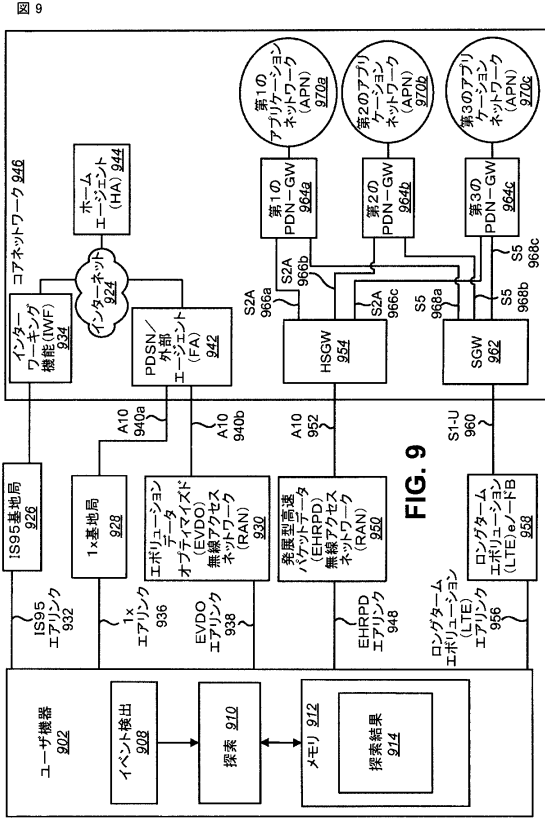 図 9
コアネットワーク 946
ホーム
エージェント
(HA) 944
インターネット
924
インター
ワーキング
機能(IWF)
934
PDSN/
外部
エージェント
(FA)
942
第1の
アプリケーション
ネットワーク
(APN)
970a
第2のアプリ
ケーション
ネットワーク
(APN)
970b
第3のアプリ
ケーション
ネットワーク
(APN)
970c
第1の
PDN-GW
964a
第2の
PDN-GW
964b
第3の
PDN-GW
964c
S2A
966a
S2A
966b
S2A
966c
S5
968a
S5
968b
S5
968c
HSGW
954
SGW
962
A10
940a
A10
940b
A10
952
S1-U
960
IS95基地局
926
1x基地局
928
エボリューション
データ
オプティマイズド
(EVDO)
無線アクセス
ネットワーク
(RAN)
930
発展型高速
パケットデータ
(EHRPD)
無線アクセス
ネットワーク
(RAN)
950
ロングターム
エボリューション
(LTE)eノードB
958
IS95
エアリンク
932
1x
エアリンク
936
EVDO
エアリンク
938
EHRPD
エアリンク
948
ロングターム
エボリューション
(LTE)
エアリンク
956
ユーザ機器
902
イベント検出
908
探索 910
メモリ 912
探索結果
914
FIG. 9